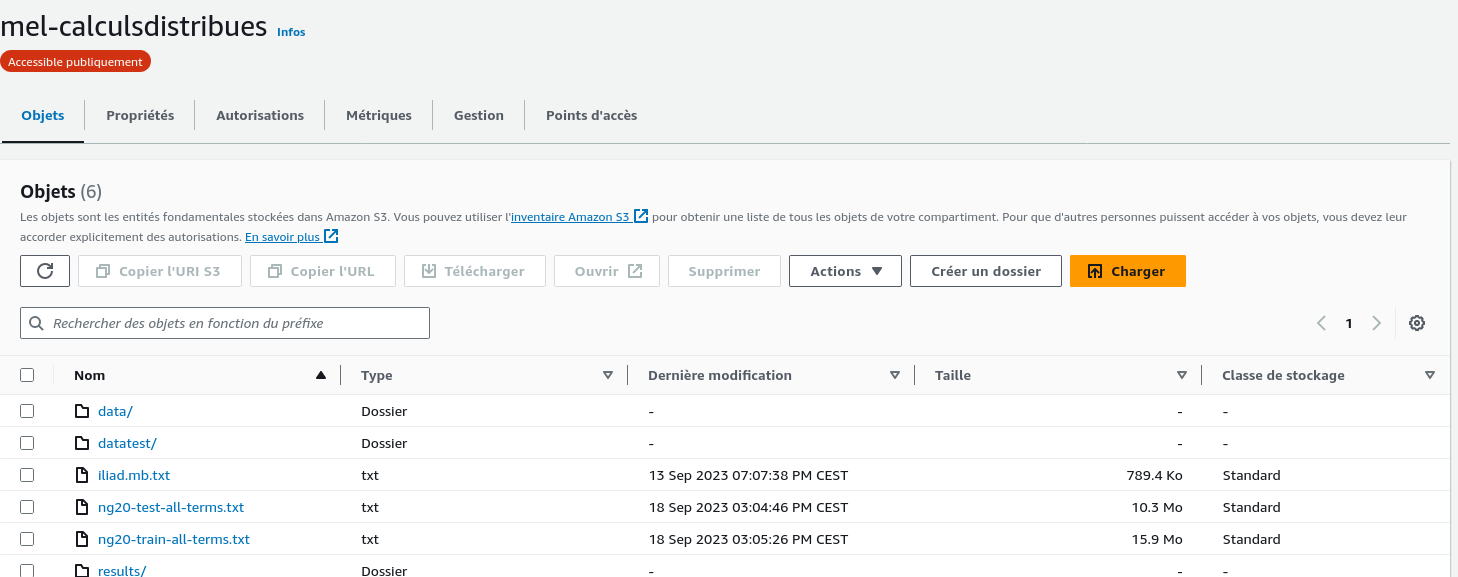 mel-calculsdistribues Infos
Accessible publiquement
Objets Propriétés Autorisations Métriques Gestion Points d'accès
Objets (6)
Les objets sont les entités fondamentales stockées dans Amazon S3. Vous pouvez utiliser l'inventaire Amazon S3 pour obtenir une liste de tous les objets de votre compartiment. Pour que d'autres personnes puissent accéder à vos objets, vous devez leur
accorder explicitement des autorisations. En savoir plus
Copier l'URI S3 Copier l'URL Télécharger Ouvrir Supprimer Actions Créer un dossier Charger
Rechercher des objets en fonction du préfixe 1
Nom Type Dernière modification Taille Classe de stockage
data/ Dossier - - -
datatest/ Dossier - - -
iliad.mb.txt txt 13 Sep 2023 07:07:38 PM CEST 789.4 Ko Standard
ng20-test-all-terms.txt txt 18 Sep 2023 03:04:46 PM CEST 10.3 Mo Standard
ng20-train-all-terms.txt txt 18 Sep 2023 03:05:26 PM CEST 15.9 Mo Standard
results/ Dossier - - -